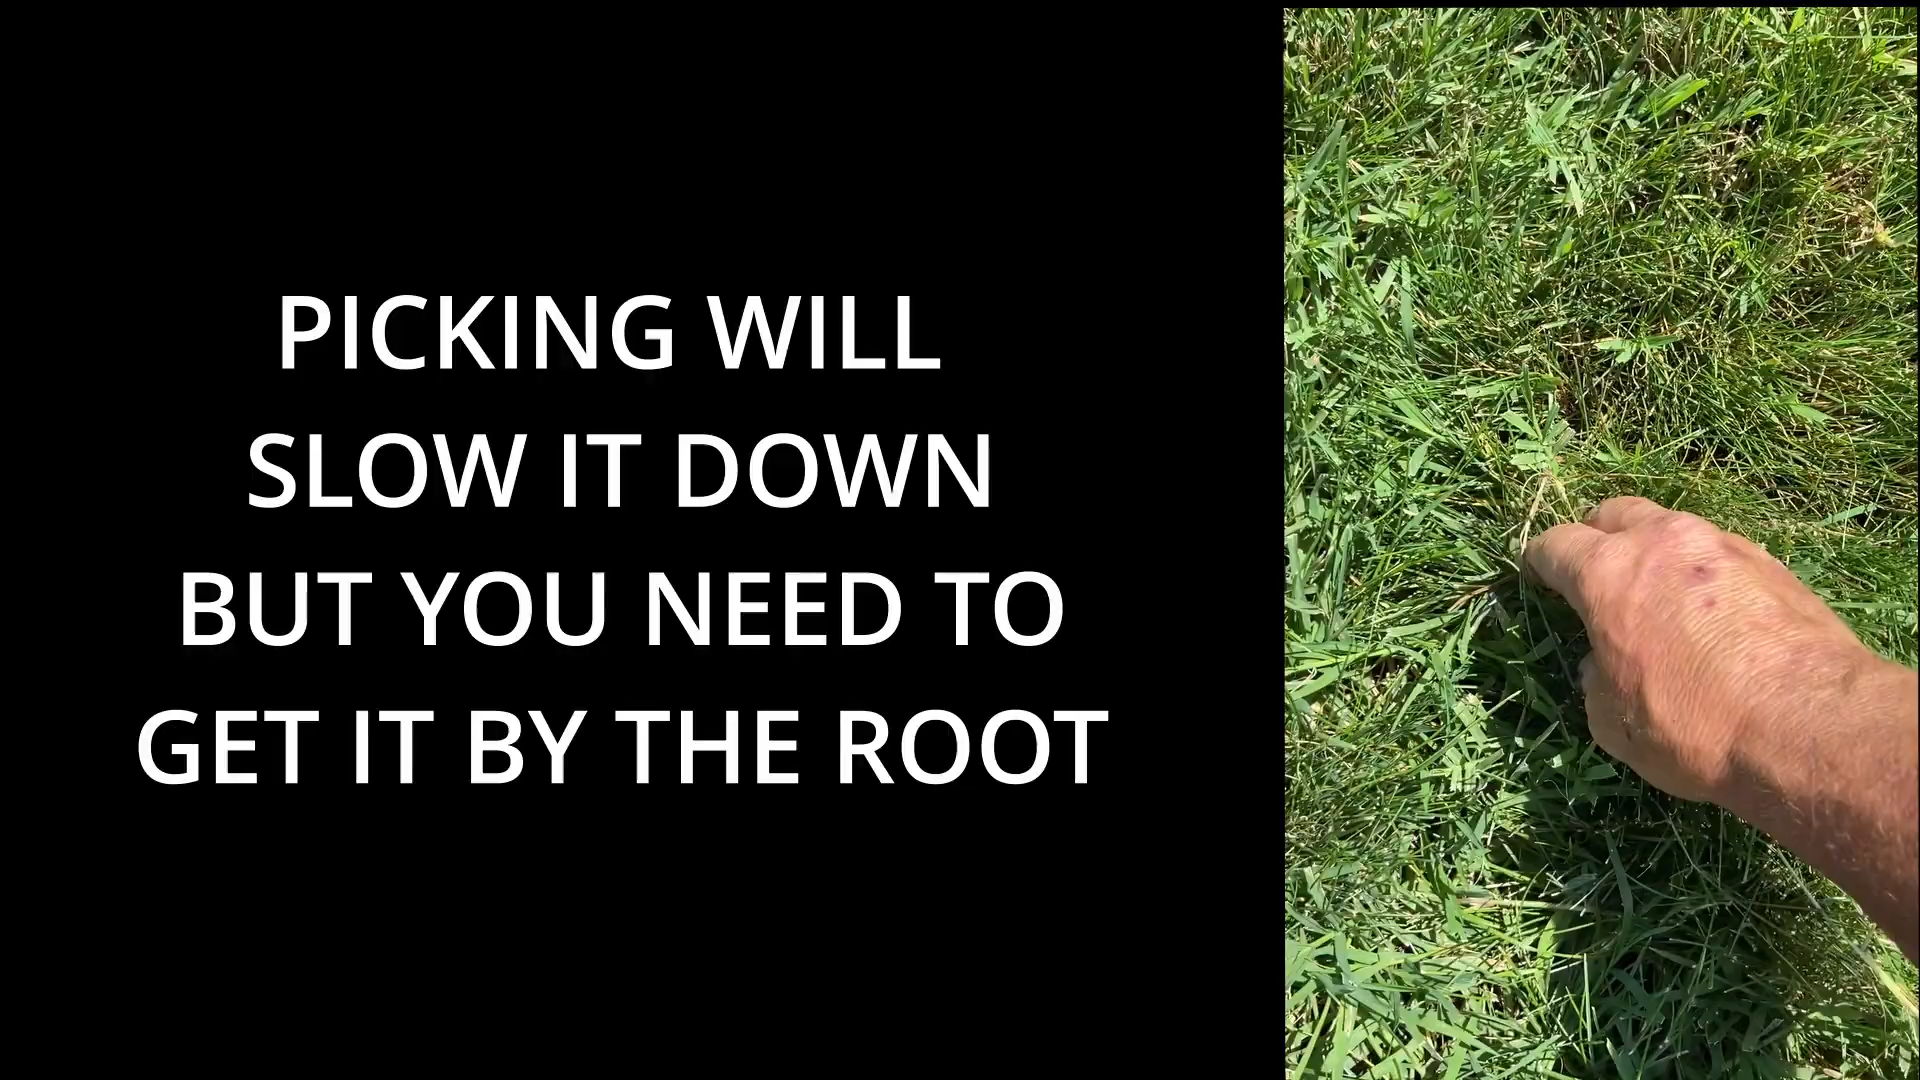 PICKING WILL
SLOW IT DOWN
BUT YOU NEED TO
GET IT BY THE ROOT